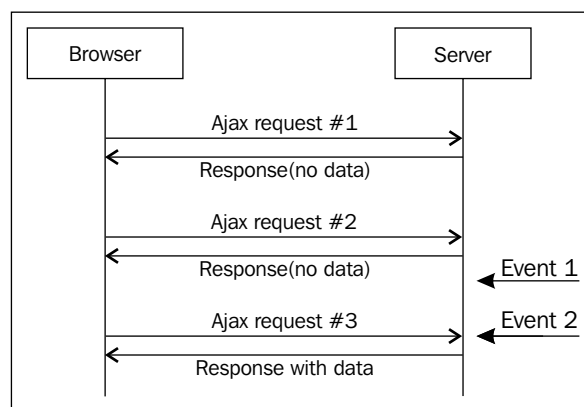 Browser
Server
Ajax request #1
Response(no data)
Ajax request #2
Response(no data)
Event 1
Ajax request #3
Event 2
Response with data